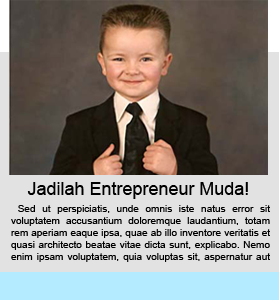 Jadilah Entrepreneur Muda!
Sed ut perspiciatis, unde omnis iste natus error sit
voluptatem accusantium doloremque laudantium, totam
rem aperiam eaque ipsa, quae ab illo inventore veritatis et
quasi architecto beatae vitae dicta sunt, explicabo. Nemo
enim ipsam voluptatem, quia voluptas sit, aspernatur aut